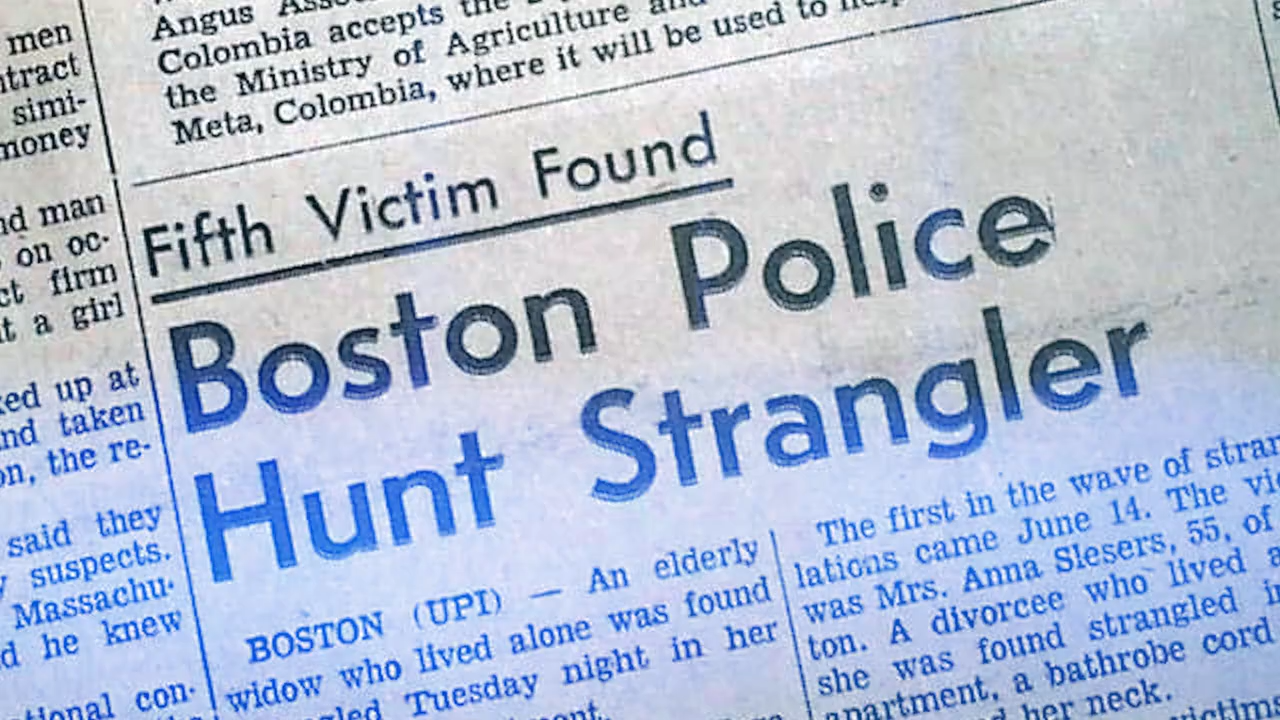 men
ntract
simi-
money
nd man
on oc-
ct firm
it a girl
ked up at
nd taken
on, the re-
said they
suspects.
Massachu-
d he knew
tional con-
Angus
Colombia accepts the
the Ministry of Agriculture and
Meta, Colombia, where it will be used to
Fifth Victim Found
Boston Police
Hunt Strangler
BOSTON (UPI) — An elderly
widow who lived alone was found
Tuesday night in her
The first in the wave of stran
lations came June 14. The vic
was Mrs. Anna Slesers, 55, of
ton. A divorcee who lived a
she was found strangled in
apartment, a bathrobe cord
her neck.
victims